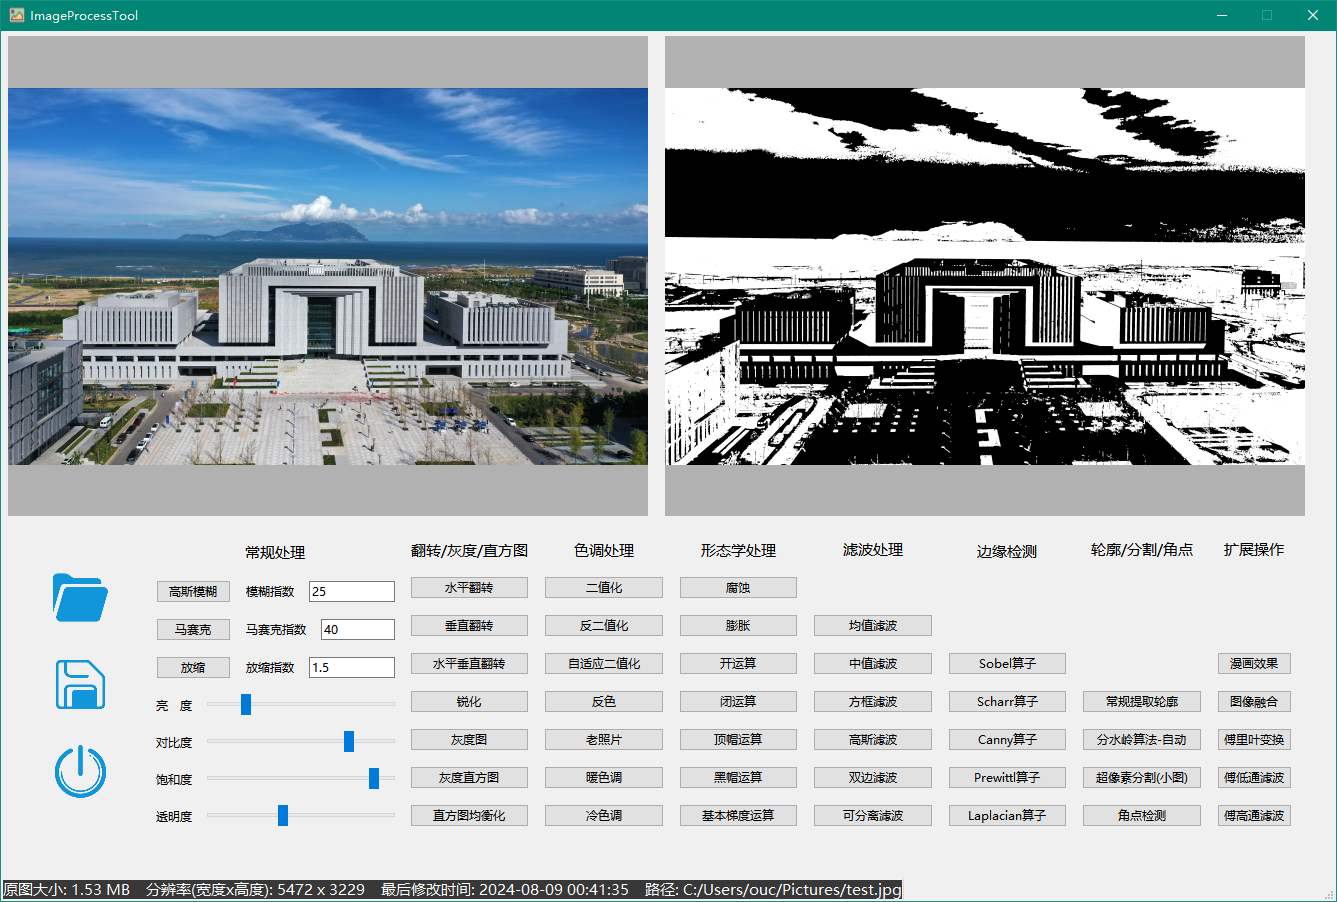 ImageProcessTool
常规处理 翻转/灰度/直方图 色调处理 形态学处理 滤波处理 边缘检测 轮廓/分割/角点 扩展操作
高斯模糊 模糊指数 25 水平翻转 二值化 腐蚀
马赛克 马赛克指数 40 垂直翻转 反二值化 膨胀 均值滤波
放缩 放缩指数 1.5 水平垂直翻转 自适应二值化 开运算 中值滤波 Sobel算子 漫画效果
亮 度 锐化 反色 闭运算 方框滤波 Scharr算子 常规提取轮廓 图像融合
对比度 灰度图 老照片 顶帽运算 高斯滤波 Canny算子 分水岭算法-自动 傅里叶变换
饱和度 灰度直方图 暖色调 黑帽运算 双边滤波 Prewittl算子 超像素分割(小图) 傅低通滤波
透明度 直方图均衡化 冷色调 基本梯度运算 可分离滤波 Laplacian算子 角点检测 傅高通滤波
原图大小: 1.53 MB 分辨率(宽度x高度): 5472 x 3229 最后修改时间: 2024-08-09 00:41:35 路径: C:/Users/ouc/Pictures/test.jpg